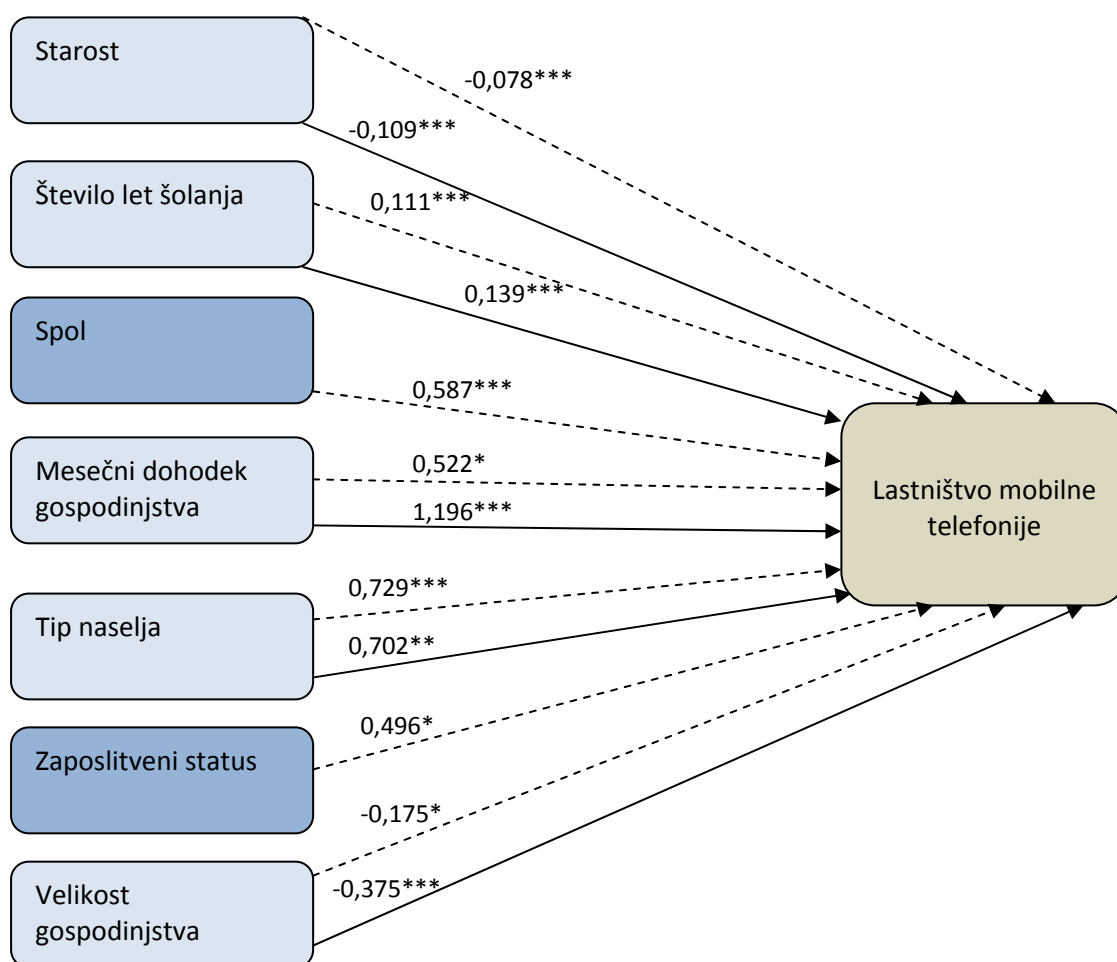 Starost
-0,078***
-0,109***
Število let šolanja
0,111***
0,139***
Spol
0,587***
Mesečni dohodek
gospodinjstva
0,522*
1,196***
Lastništvo mobilne
telefonije
Tip naselja
0,729***
0,702**
Zaposlitveni status
0,496*
-0,175*
Velikost
gospodinjstva
-0,375***